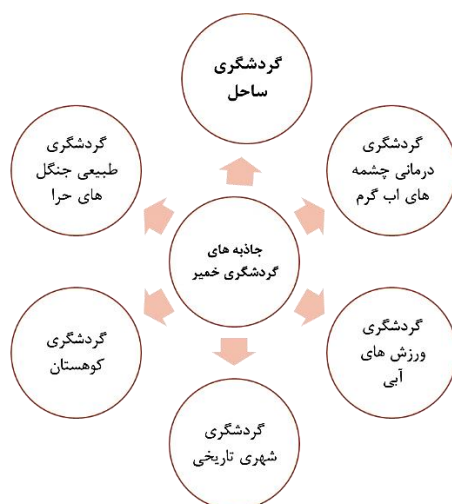 گردشگری
ساحل
گردشگری
درمانی چشمه
های اب گرم
گردشگری
ورزش های
آبی
گردشگری
شهری تاریخی
گردشگری
کوهستان
گردشگری
طبیعی جنگل
های حرا
جاذبه های
گردشگری خمیر